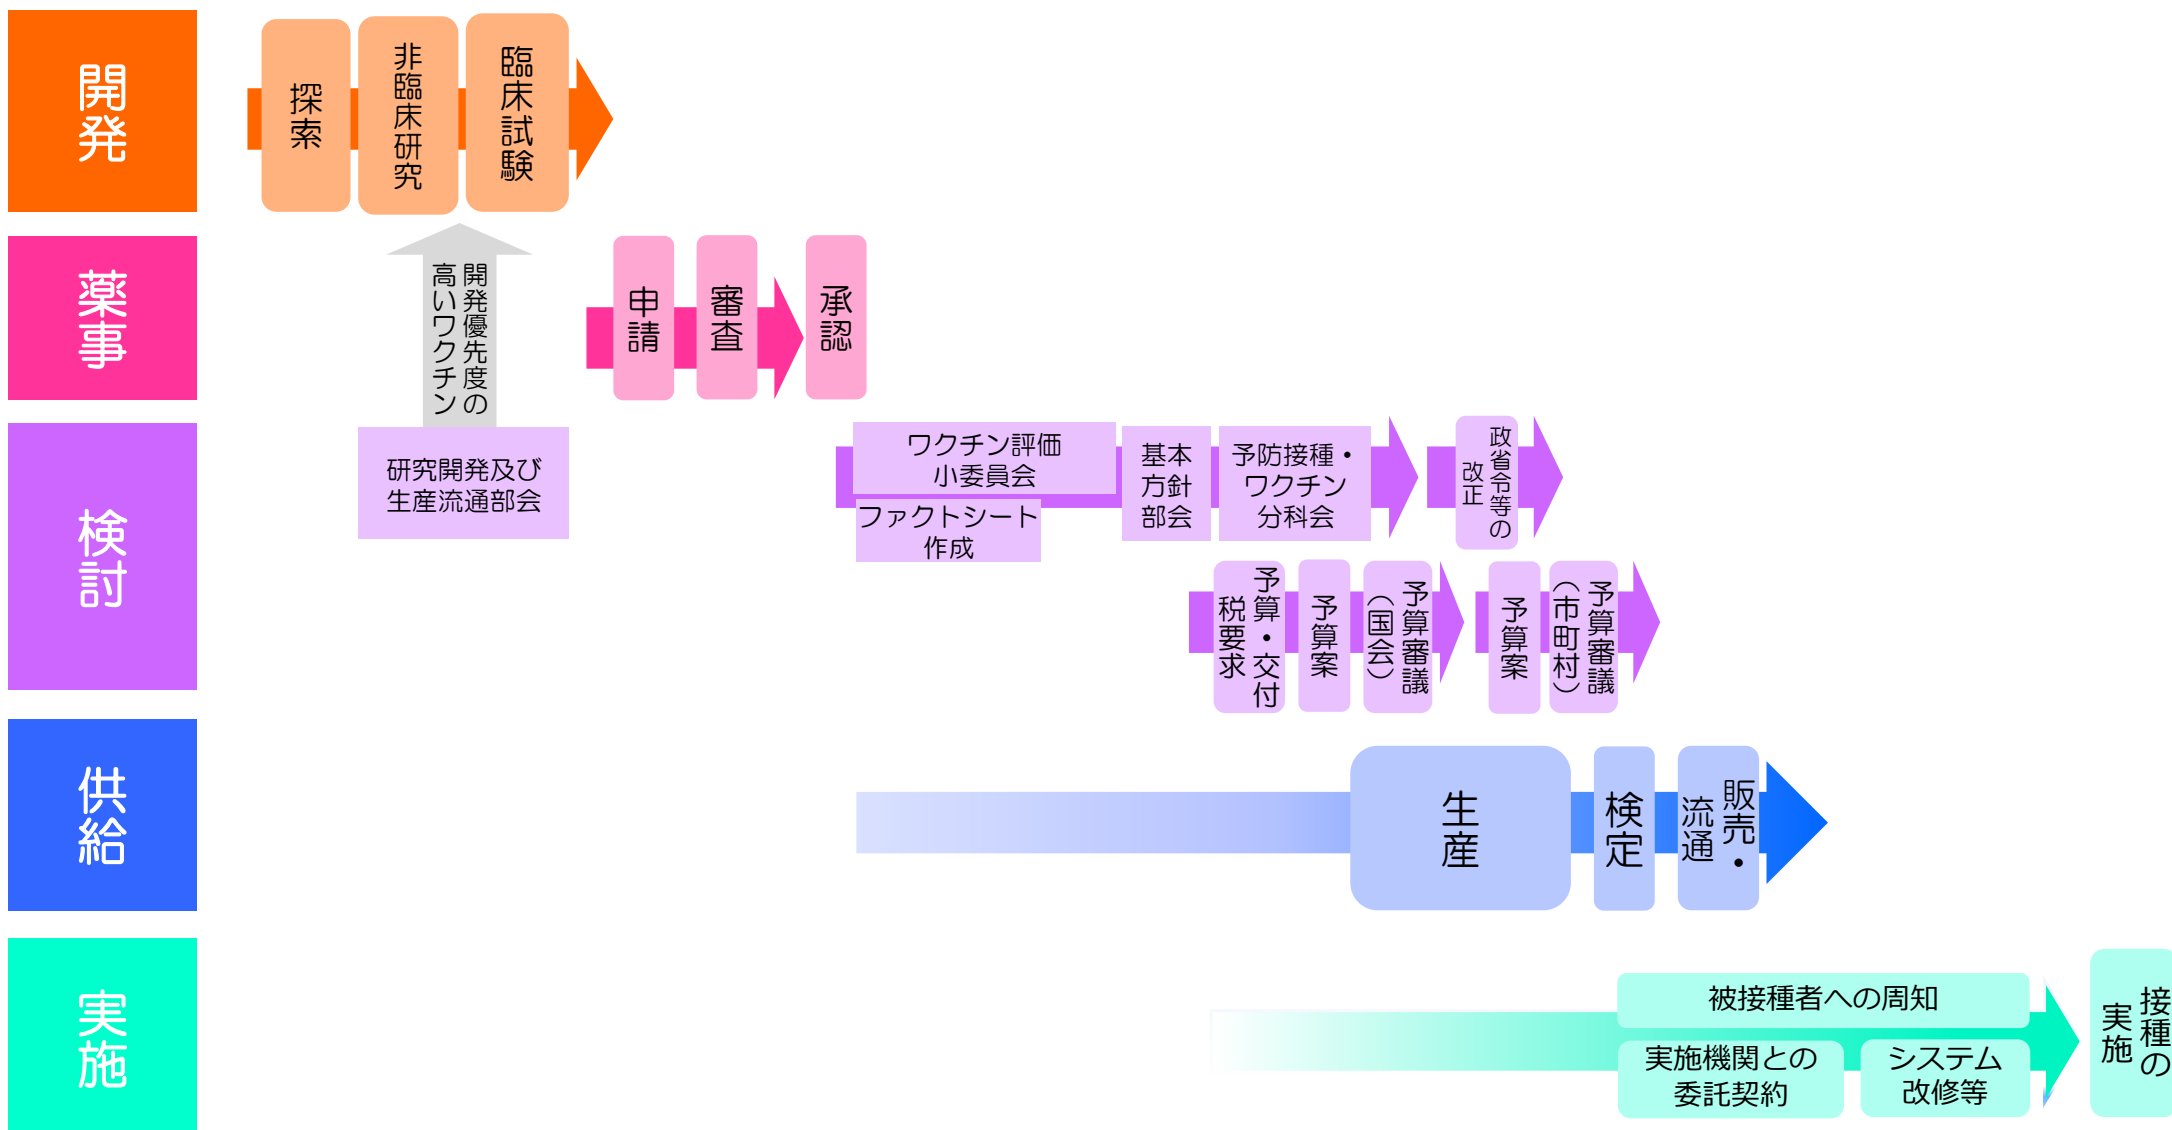 開発
探索
非臨床研究
臨床試験
薬事
開発優先度の
高いワクチン
申請
審査
承認
検討
研究開発及び
生産流通部会
ワクチン評価
小委員会
ファクトシート
作成
基本
方針
部会
予防接種・
ワクチン
分科会
政省令等の
改正
予算・交付
税要求
予算案
予算審議
（国会）
予算案
予算審議
（市町村）
供給
生産
検定
販売・
流通
実施
被接種者への周知
実施機関との
委託契約
システム
改修等
接種の
実施